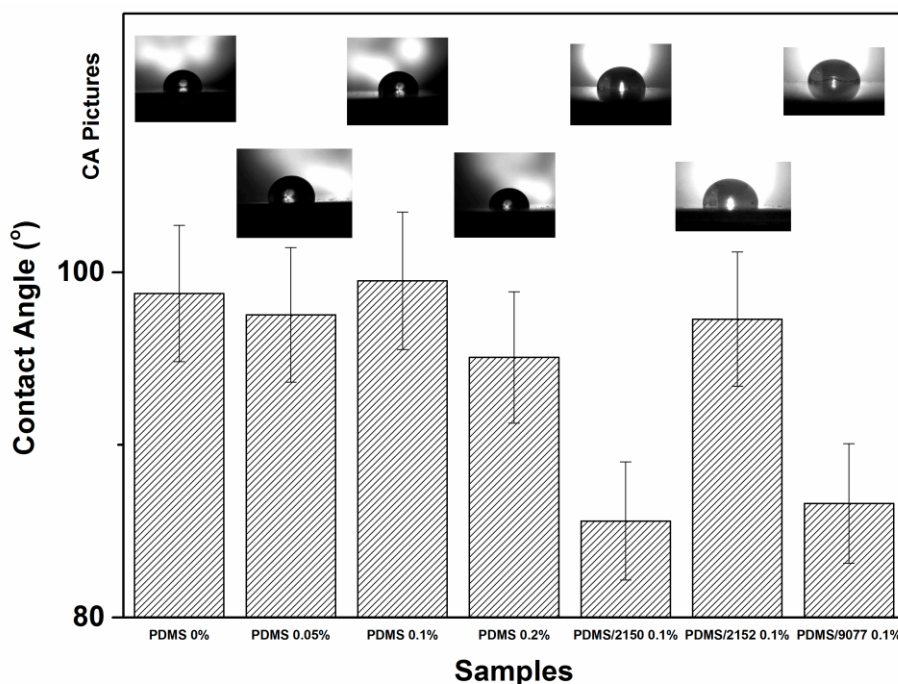 CA Pictures
Contact Angle (°)
100
80
PDMS 0% PDMS 0.05% PDMS 0.1% PDMS 0.2% PDMS/2150 0.1% PDMS/2152 0.1% PDMS/9077 0.1%
Samples